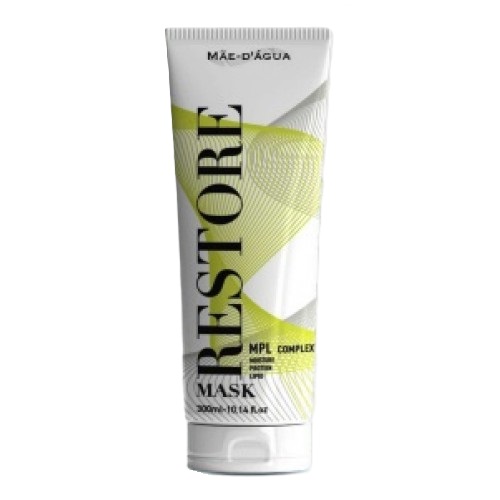 MÃE-D'ÁGUA
RESTORE
MPL COMPLEX
MOISTURE
PROTEIN
LIPID
MASK
300ml-10.14 fl.oz